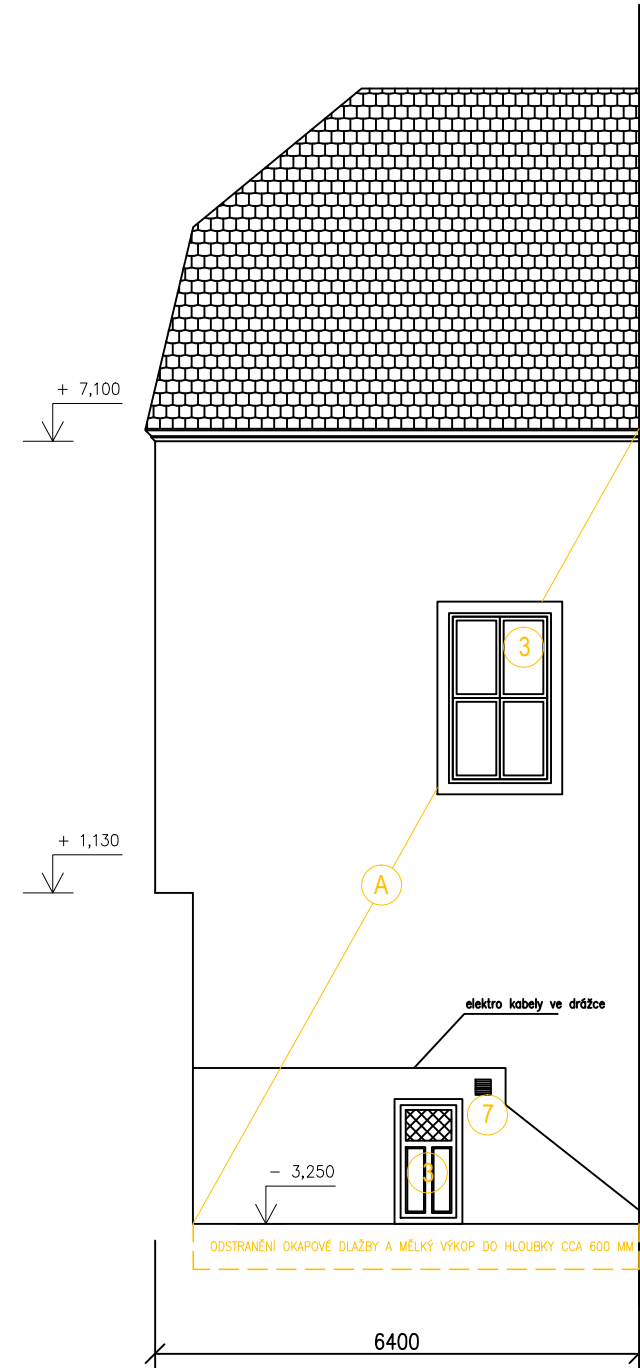 + 7,100
3
+ 1,130
A
elektro kabely ve drážce
7
3
- 3,250
ODSTRANĚNÍ OKAPOVÉ DLAŽBY A MĚLKÝ VÝKOP DO HLOUBKY CCA 600 MM
6400